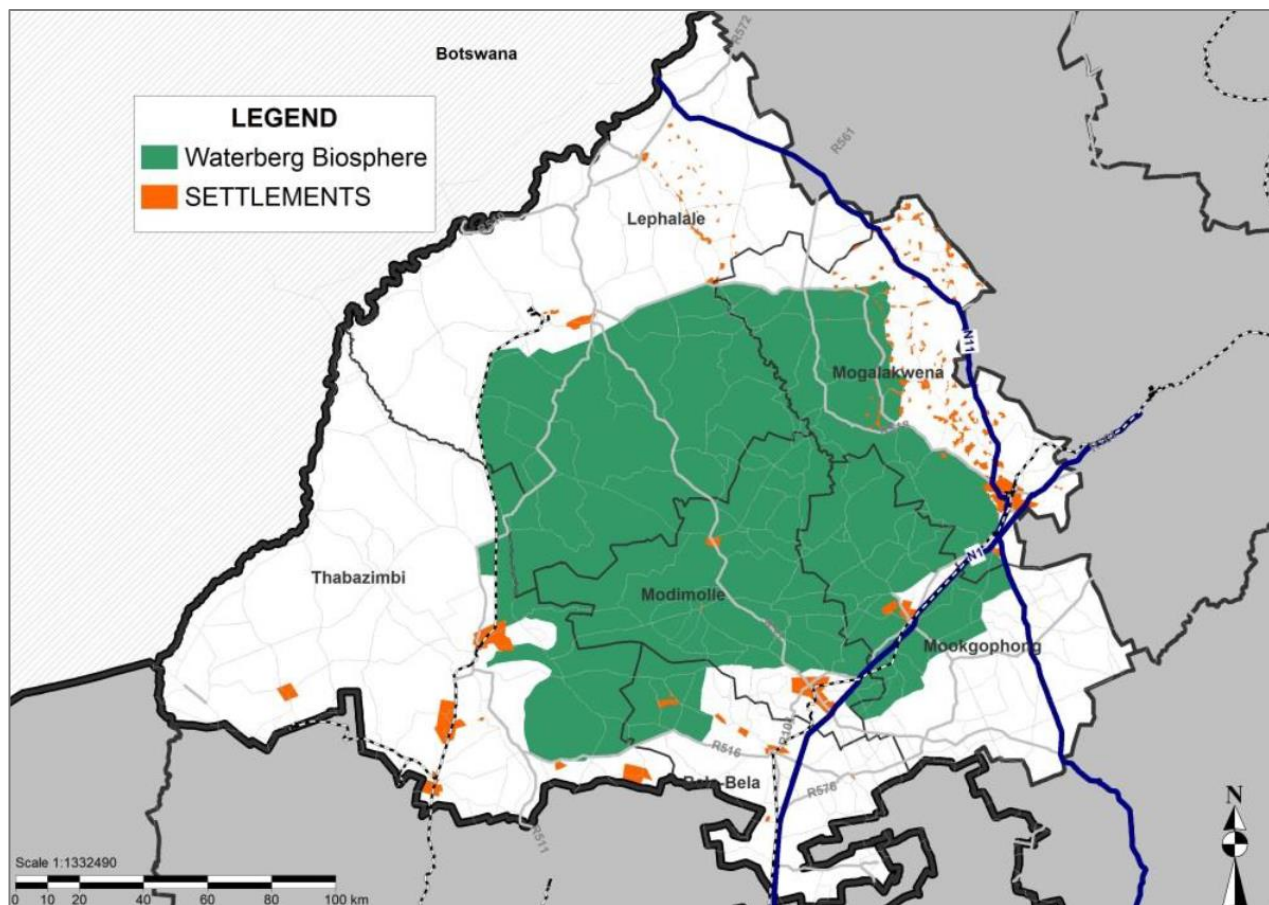 R572
Botswana
LEGEND
Waterberg Biosphere
SETTLEMENTS
R561
Lephalale
N11
Mogalakwena
N1
Thabazimbi
Modimolle
Mookgophong
R101
R516
Bela-Bela
R576
R511
N
Scale 1:1332490
0 10 20 40 60 80 100 km